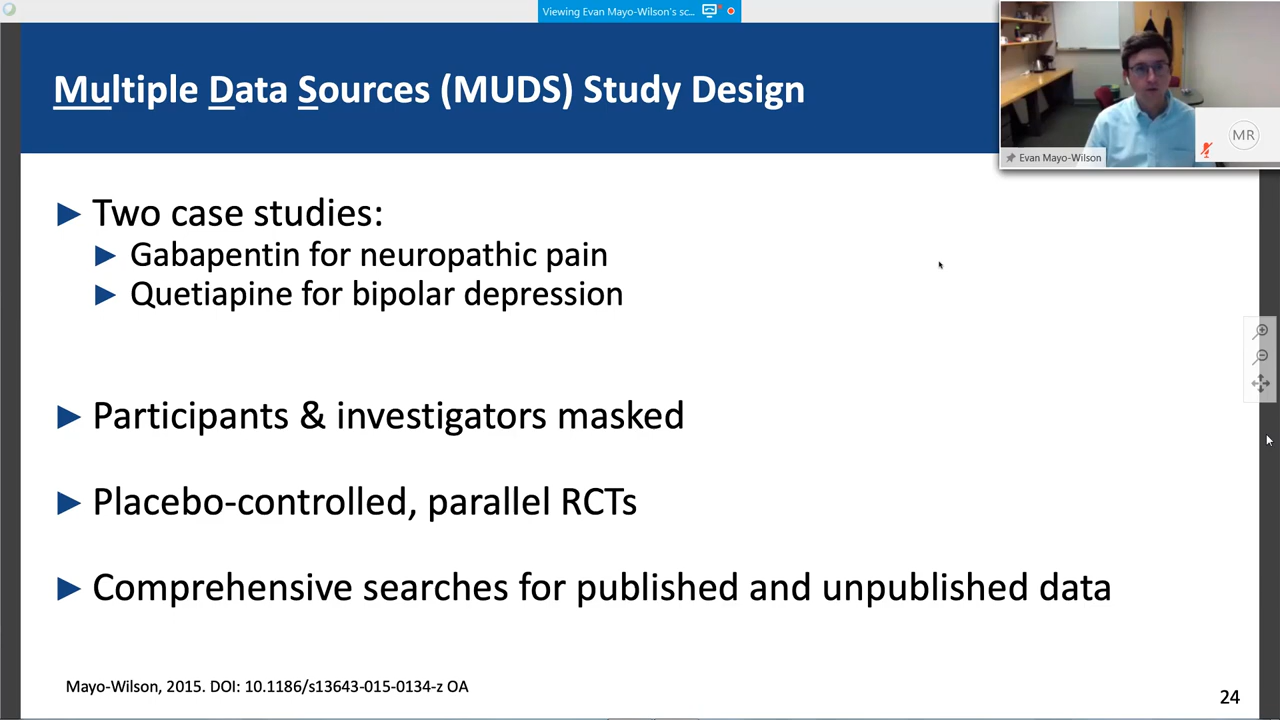 Viewing Evan Mayo-Wilson's sc...
Multiple Data Sources (MUDS) Study Design
MR
Evan Mayo-Wilson
Two case studies:
Gabapentin for neuropathic pain
Quetiapine for bipolar depression
Participants & investigators masked
Placebo-controlled, parallel RCTs
Comprehensive searches for published and unpublished data
Mayo-Wilson, 2015. DOI: 10.1186/s13643-015-0134-z OA
24